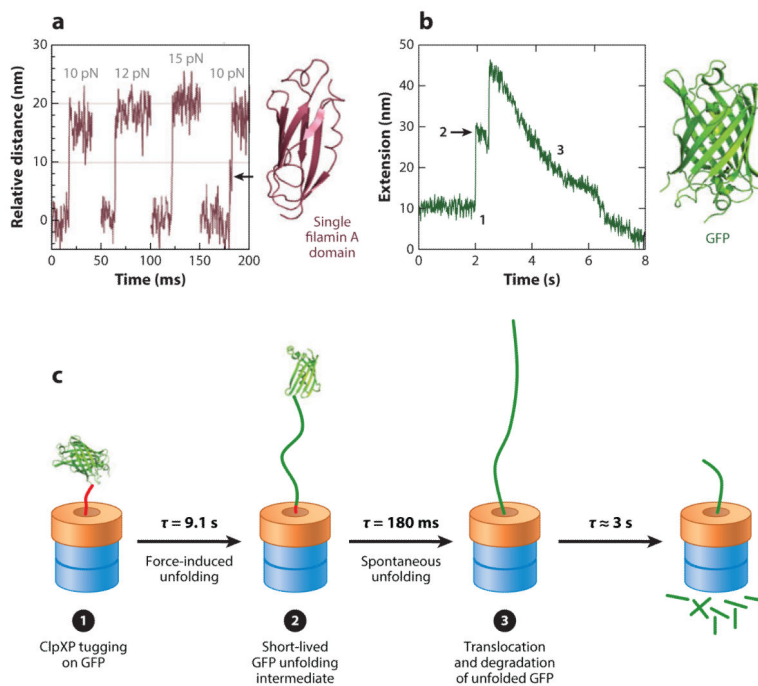 a
30
20
10
0
0
50
100
150
200
Relative distance (nm)
Time (ms)
10 pN
12 pN
15 pN
10 pN
Single
filamin A
domain
b
50
40
30
20
10
0
0
2
4
6
8
Extension (nm)
Time (s)
1
2
3
GFP
c
τ = 9.1 s
Force-induced
unfolding
τ = 180 ms
Spontaneous
unfolding
τ ≈ 3 s
1
ClpXP tugging
on GFP
2
Short-lived
GFP unfolding
intermediate
3
Translocation
and degradation
of unfolded GFP